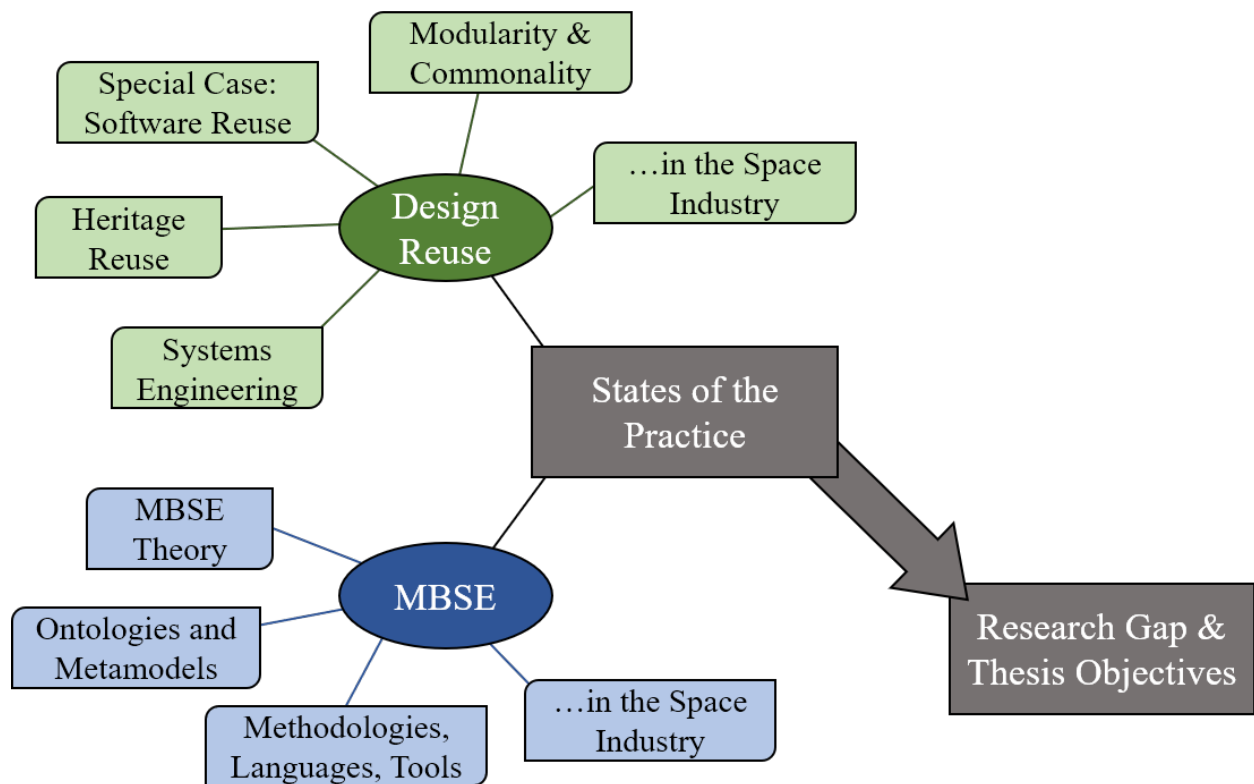 Modularity &
Commonality
Special Case:
Software Reuse
…in the Space
Industry
Design
Reuse
Heritage
Reuse
Systems
Engineering
States of the
Practice
MBSE
Theory
MBSE
Ontologies and
Metamodels
Methodologies,
Languages, Tools
…in the Space
Industry
Research Gap &
Thesis Objectives